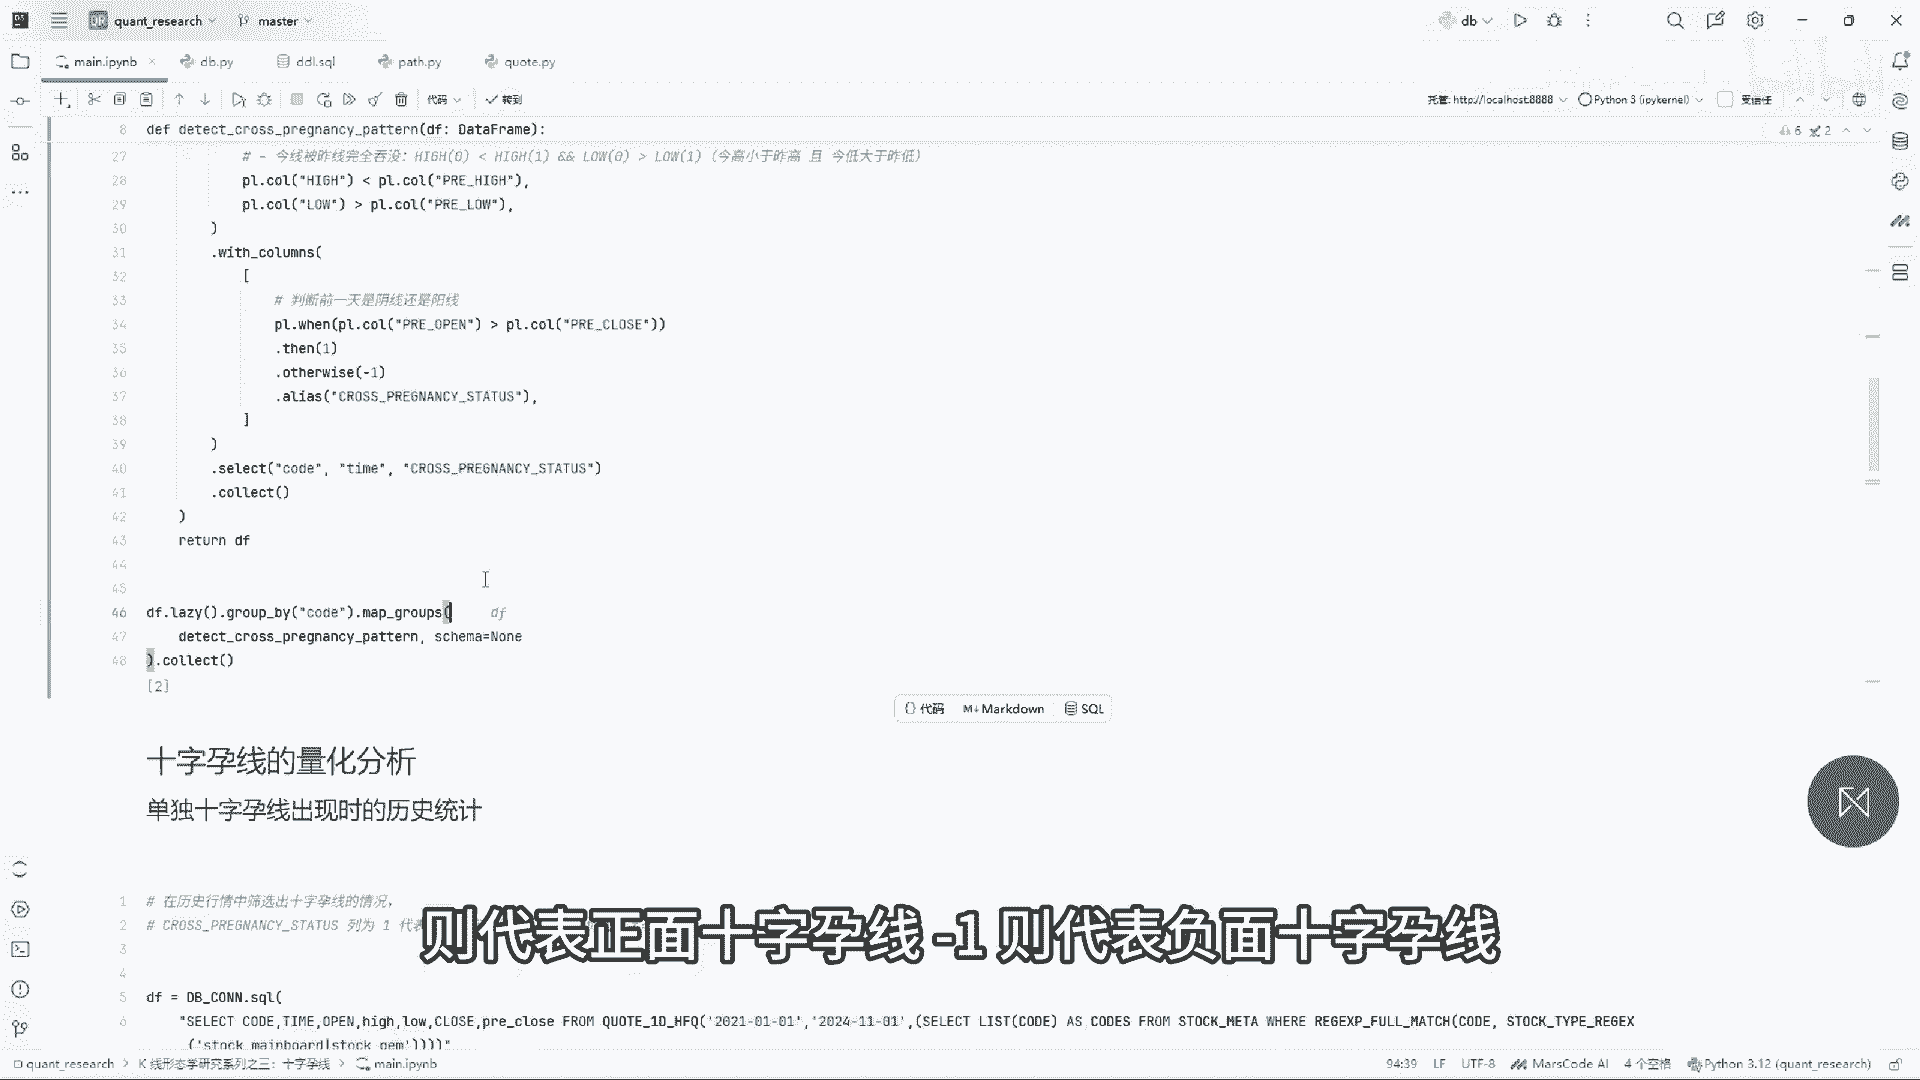 quant_research master db
main.ipynb db.py ddl.sql path.py quote.py
代码 转到 托管: http://localhost:8888 Python 3 (ipykernel) 受信任
8 def detect_cross_pregnancy_pattern(df: DataFrame): 6 2
27 # - 今线被昨线完全吞没: HIGH(0) < HIGH(1) && LOW(0) > LOW(1) (今高小于昨高 且 今低大于昨低)
28 pl.col("HIGH") < pl.col("PRE_HIGH"),
29 pl.col("LOW") > pl.col("PRE_LOW"),
30 )
31 .with_columns(
32 [
33 # 判断前一天是阴线还是阳线
34 pl.when(pl.col("PRE_OPEN") > pl.col("PRE_CLOSE"))
35 .then(1)
36 .otherwise(-1)
37 .alias("CROSS_PREGNANCY_STATUS"),
38 ]
39 )
40 .select("code", "time", "CROSS_PREGNANCY_STATUS")
41 .collect()
42 )
43 return df
44
45
46 df.lazy().group_by("code").map_groups( df
47 detect_cross_pregnancy_pattern, schema=None
48 ).collect()
[2]
代码 M↓ Markdown SQL
十字孕线的量化分析
单独十字孕线出现时的历史统计
1 # 在历史行情中筛选出十字孕线的情况,
2 # CROSS_PREGNANCY_STATUS 列为 1 代表
则代表正面十字孕线 -1 则代表负面十字孕线
3
4
5 df = DB_CONN.sql(
6 "SELECT CODE,TIME,OPEN,high,low,CLOSE,pre_close FROM QUOTE_1D_HFQ('2021-01-01','2024-11-01',(SELECT LIST(CODE) AS CODES FROM STOCK_META WHERE REGEXP_FULL_MATCH(CODE, STOCK_TYPE_REGEX
('stock_mainboard|stock_gem'))))"
quant_research > K 线形态学研究系列之三: 十字孕线 > main.ipynb 94:39 LF UTF-8 MarsCode AI 4 个空格 Python 3.12 (quant_research)